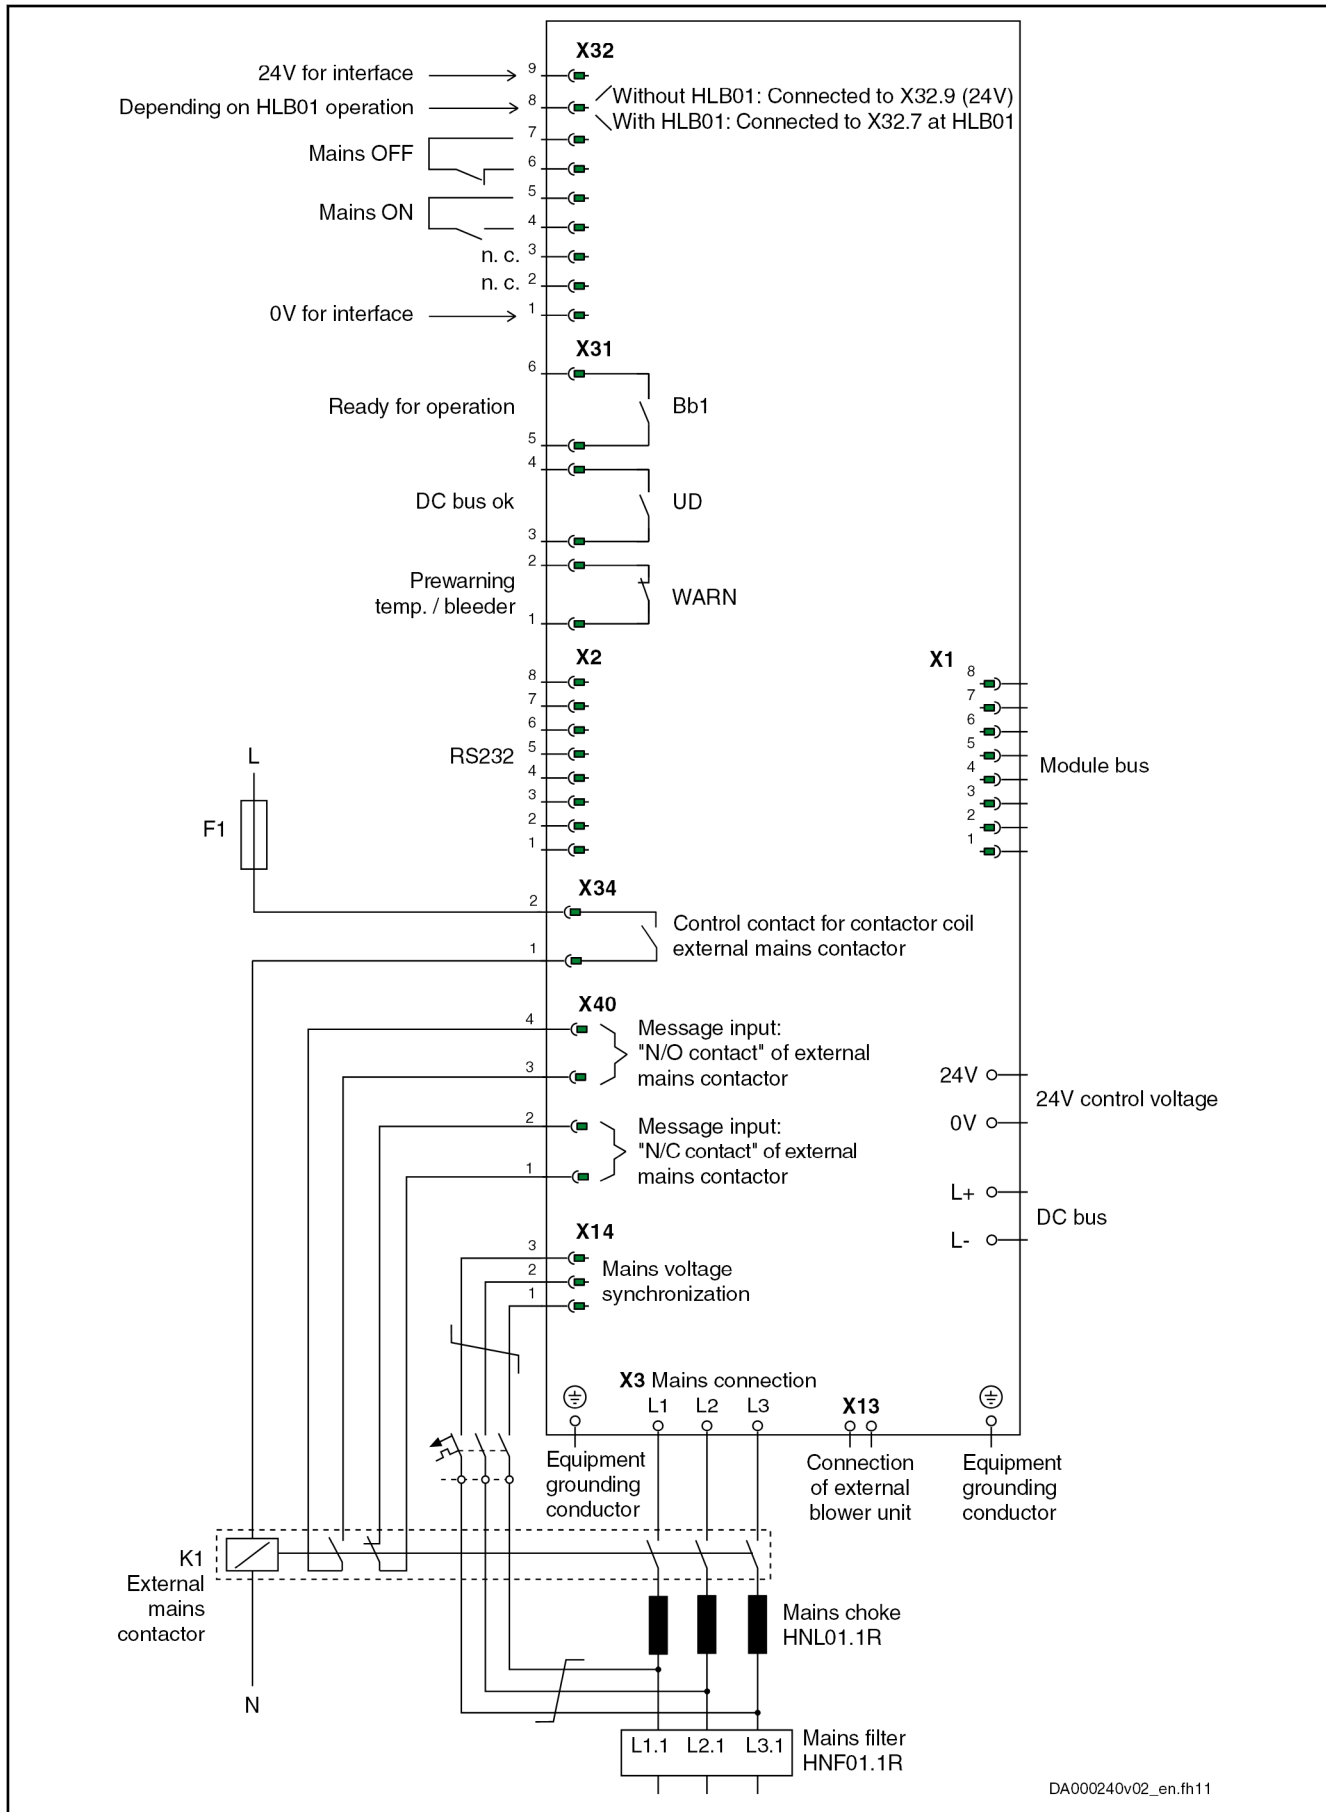 X32
24V for interface
9
Depending on HLB01 operation
8
Without HLB01: Connected to X32.9 (24V)
With HLB01: Connected to X32.7 at HLB01
7
Mains OFF
6
5
Mains ON
4
n. c. 3
n. c. 2
0V for interface
1
X31
6
Ready for operation
Bb1
5
4
DC bus ok
UD
3
2
Prewarning
temp. / bleeder
WARN
1
X2
8
7
6
RS232
5
4
3
2
1
X1
8
7
6
5
4
3
2
1
Module bus
L
F1
X34
2
1
Control contact for contactor coil
external mains contactor
X40
4
3
Message input:
"N/O contact" of external
mains contactor
2
1
Message input:
"N/C contact" of external
mains contactor
24V
0V
24V control voltage
L+
L-
DC bus
X14
3
2
1
Mains voltage
synchronization
X3 Mains connection
L1 L2 L3
X13
Equipment
grounding
conductor
Connection
of external
blower unit
Equipment
grounding
conductor
K1
External
mains
contactor
N
Mains choke
HNL01.1R
L1.1 L2.1 L3.1
Mains filter
HNF01.1R
DA000240v02_en.fh11